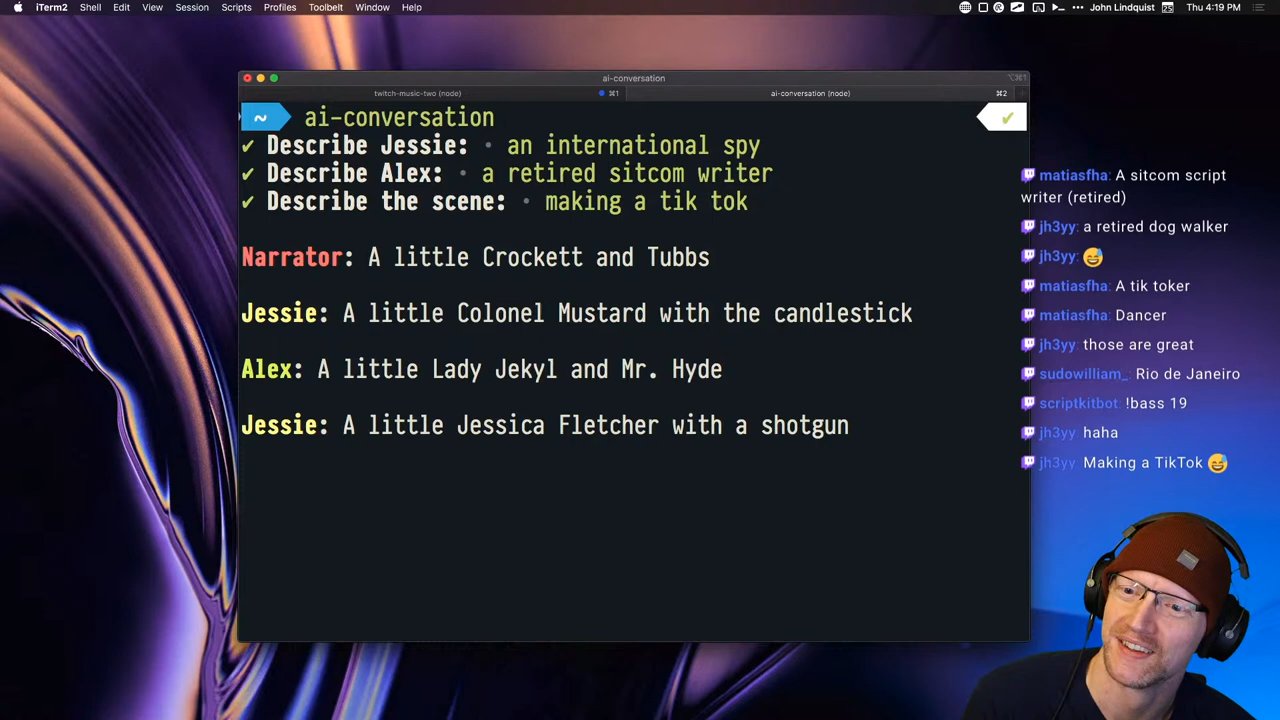 iTerm2 Shell Edit View Session Scripts Profiles Toolbelt Window Help John Lindquist 25 Thu 4:19 PM
ai-conversation
⌥⌘1
twitch-music-two (node) ⌘1 ai-conversation (node) ⌘2
~ ai-conversation ✔
✔ Describe Jessie: · an international spy
✔ Describe Alex: · a retired sitcom writer
✔ Describe the scene: · making a tik tok
Narrator: A little Crockett and Tubbs
Jessie: A little Colonel Mustard with the candlestick
Alex: A little Lady Jekyl and Mr. Hyde
Jessie: A little Jessica Fletcher with a shotgun
matiasfha: A sitcom script
writer (retired)
jh3yy: a retired dog walker
jh3yy: 😅
matiasfha: A tik toker
matiasfha: Dancer
jh3yy: those are great
sudowilliam_: Rio de Janeiro
scriptkitbot: !bass 19
jh3yy: haha
jh3yy: Making a TikTok 😅